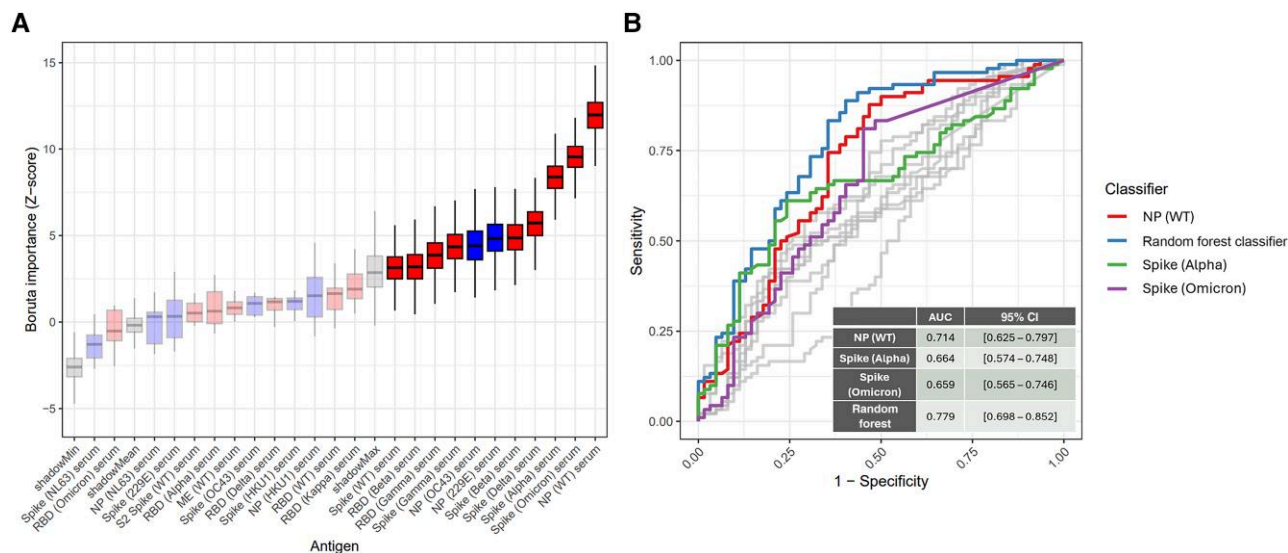 A
Boruta importance (Z−score)
15
10
5
0
−5
shadowMin
Spike (NL63) serum
RBD (Omicron) serum
shadowMean
NP (NL63) serum
Spike (229E) serum
S2 Spike (WT) serum
RBD (Alpha) serum
ME (WT) serum
Spike (OC43) serum
RBD (Delta) serum
Spike (HKU1) serum
NP (HKU1) serum
RBD (WT) serum
RBD (Kappa) serum
shadowMax
Spike (WT) serum
RBD (Beta) serum
RBD (Gamma) serum
Spike (Gamma) serum
NP (OC43) serum
NP (229E) serum
Spike (Beta) serum
Spike (Delta) serum
Spike (Alpha) serum
Spike (Omicron) serum
NP (WT) serum
Antigen
B
Sensitivity
1.00
0.75
0.50
0.25
0.00
0.00
0.25
0.50
0.75
1.00
1 − Specificity
AUC 95% CI
NP (WT) 0.714 [0.625 – 0.797]
Spike (Alpha) 0.664 [0.574 – 0.748]
Spike
(Omicron) 0.659 [0.565 – 0.746]
Random
forest 0.779 [0.698 – 0.852]
Classifier
NP (WT)
Random forest classifier
Spike (Alpha)
Spike (Omicron)